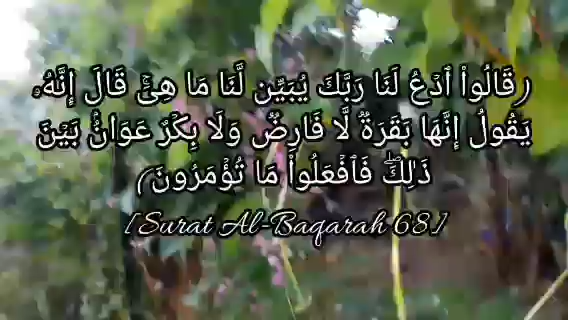 (قَالُوا۟ ٱدۡعُ لَنَا رَبَّكَ يُبَيِّن لَّنَا مَا هِيَۚ قَالَ إِنَّهُۥ
يَقُولُ إِنَّهَا بَقَرَةࣱ لَّا فَارِضࣱ وَلَا بِكۡرٌ عَوَانُۢ بَيۡنَ
ذَ ٰ⁠لِكَۖ فَٱفۡعَلُوا۟ مَا تُؤۡمَرُونَ)
[Surat Al-Baqarah 68]